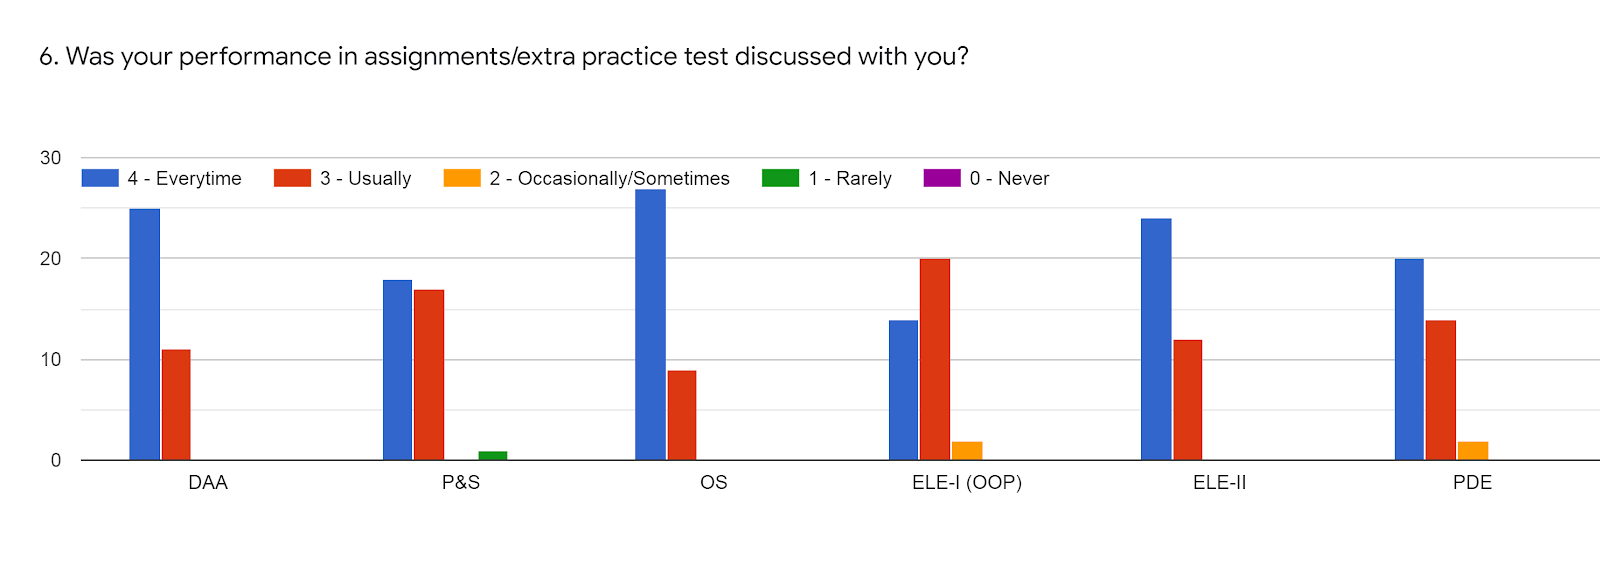 6. Was your performance in assignments/extra practice test discussed with you?
30
4 - Everytime 3 - Usually 2 - Occasionally/Sometimes 1 - Rarely 0 - Never
20
10
0
DAA P&S OS ELE-I (OOP) ELE-II PDE